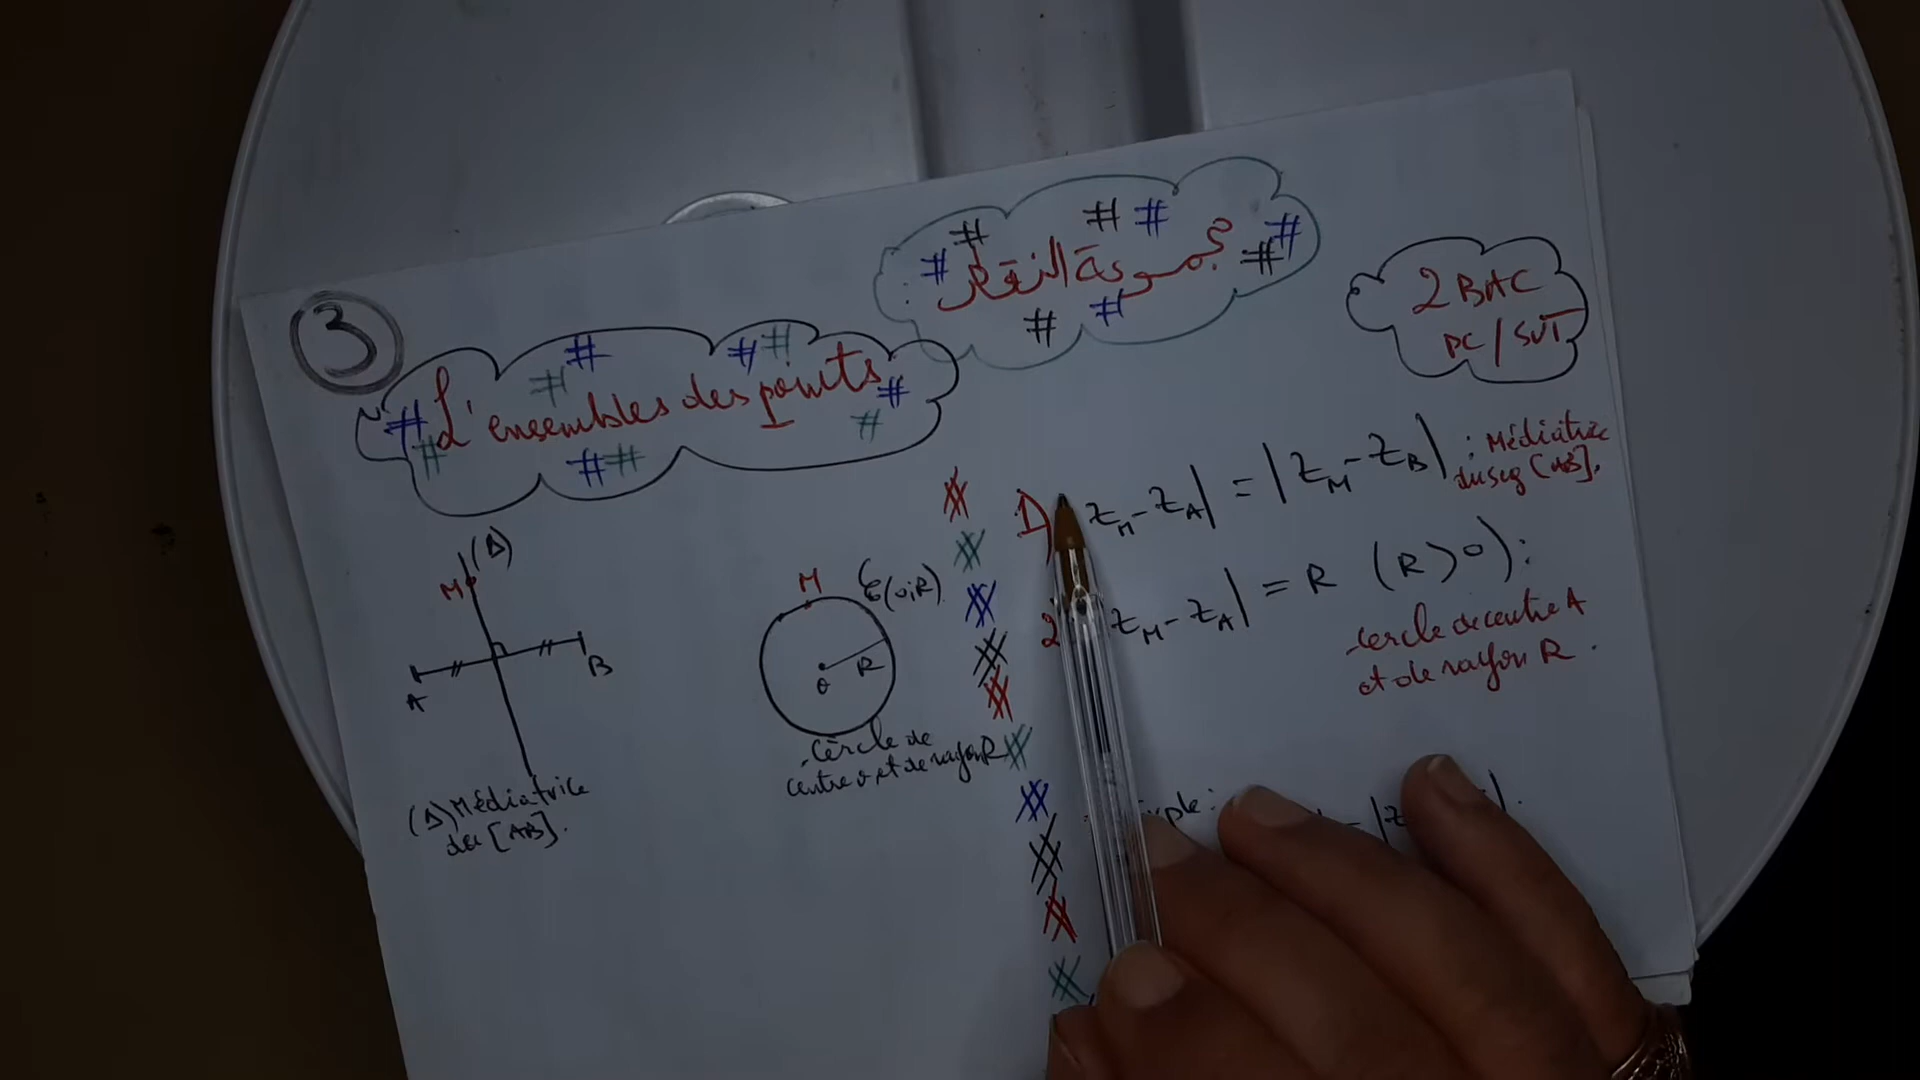 3
مجموعة النقط
L'ensembles des points
2 BAC
PC / SVT
M
(Δ)
A
B
(Δ) Médiatrice
du [AB].
M
C(O,R)
R
O
Cercle de
centre O et de rayon R
1) Z_M - Z_A| = |Z_M - Z_B| : Médiatrice
du seg [AB].
2 Z_M - Z_A| = R (R>0) :
Cercle de centre A
et de rayon R.
mple :